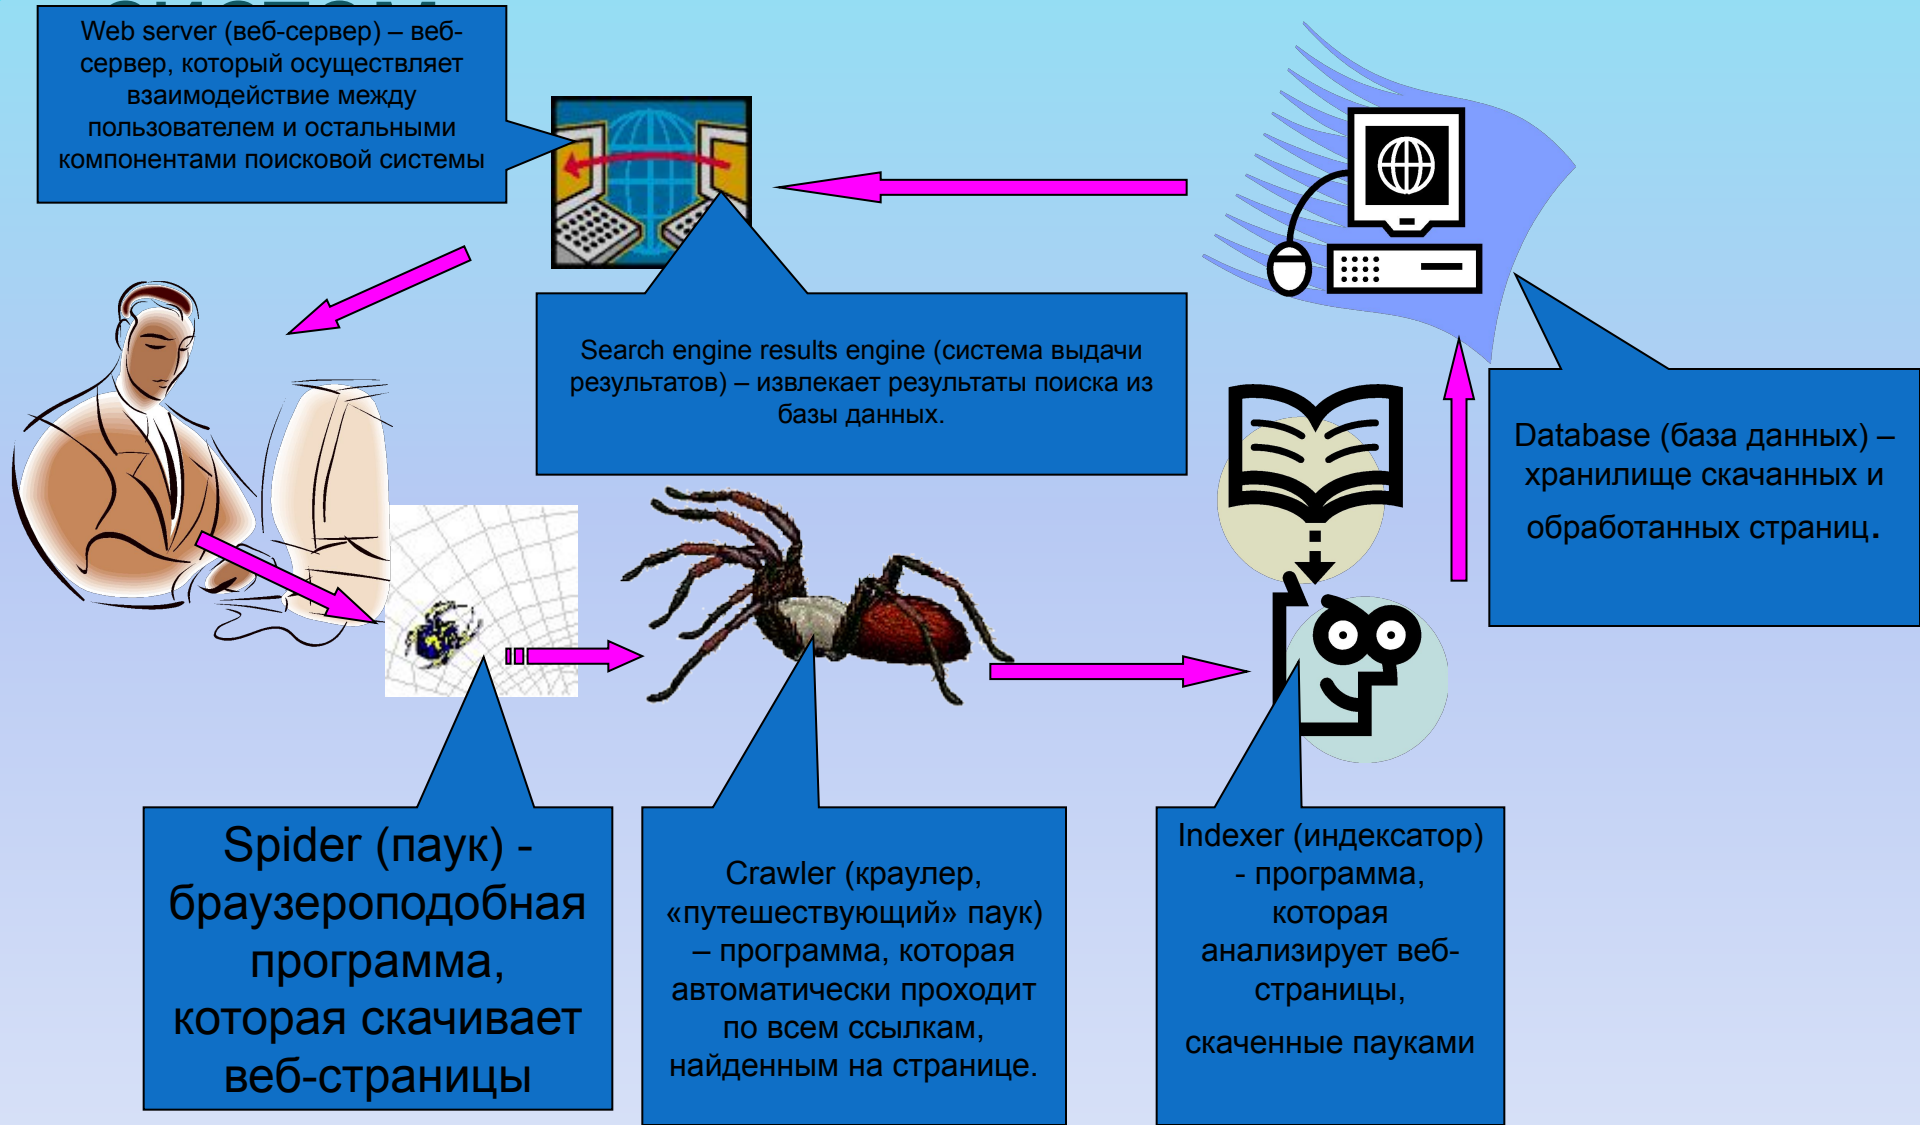 Web server (веб-сервер) – веб-
сервер, который осуществляет
взаимодействие между
пользователем и остальными
компонентами поисковой системы
Search engine results engine (система выдачи
результатов) – извлекает результаты поиска из
базы данных.
Database (база данных) –
хранилище скачанных и
обработанных страниц.
Spider (паук) -
браузероподобная
программа,
которая скачивает
веб-страницы
Crawler (краулер,
«путешествующий» паук)
– программа, которая
автоматически проходит
по всем ссылкам,
найденным на странице.
Indexer (индексатор)
- программа,
которая
анализирует веб-
страницы,
скаченные пауками